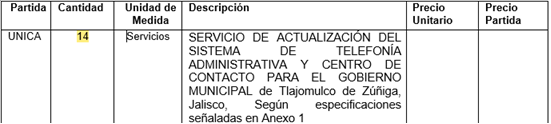 Partida Cantidad Unidad de Medida Descripción Precio Unitario Precio Partida
UNICA 14 Servicios SERVICIO DE ACTUALIZACIÓN DEL
SISTEMA DE TELEFONÍA
ADMINISTRATIVA Y CENTRO DE
CONTACTO PARA EL GOBIERNO
MUNICIPAL de Tlajomulco de Zúñiga,
Jalisco, Según especificaciones
señaladas en Anexo 1